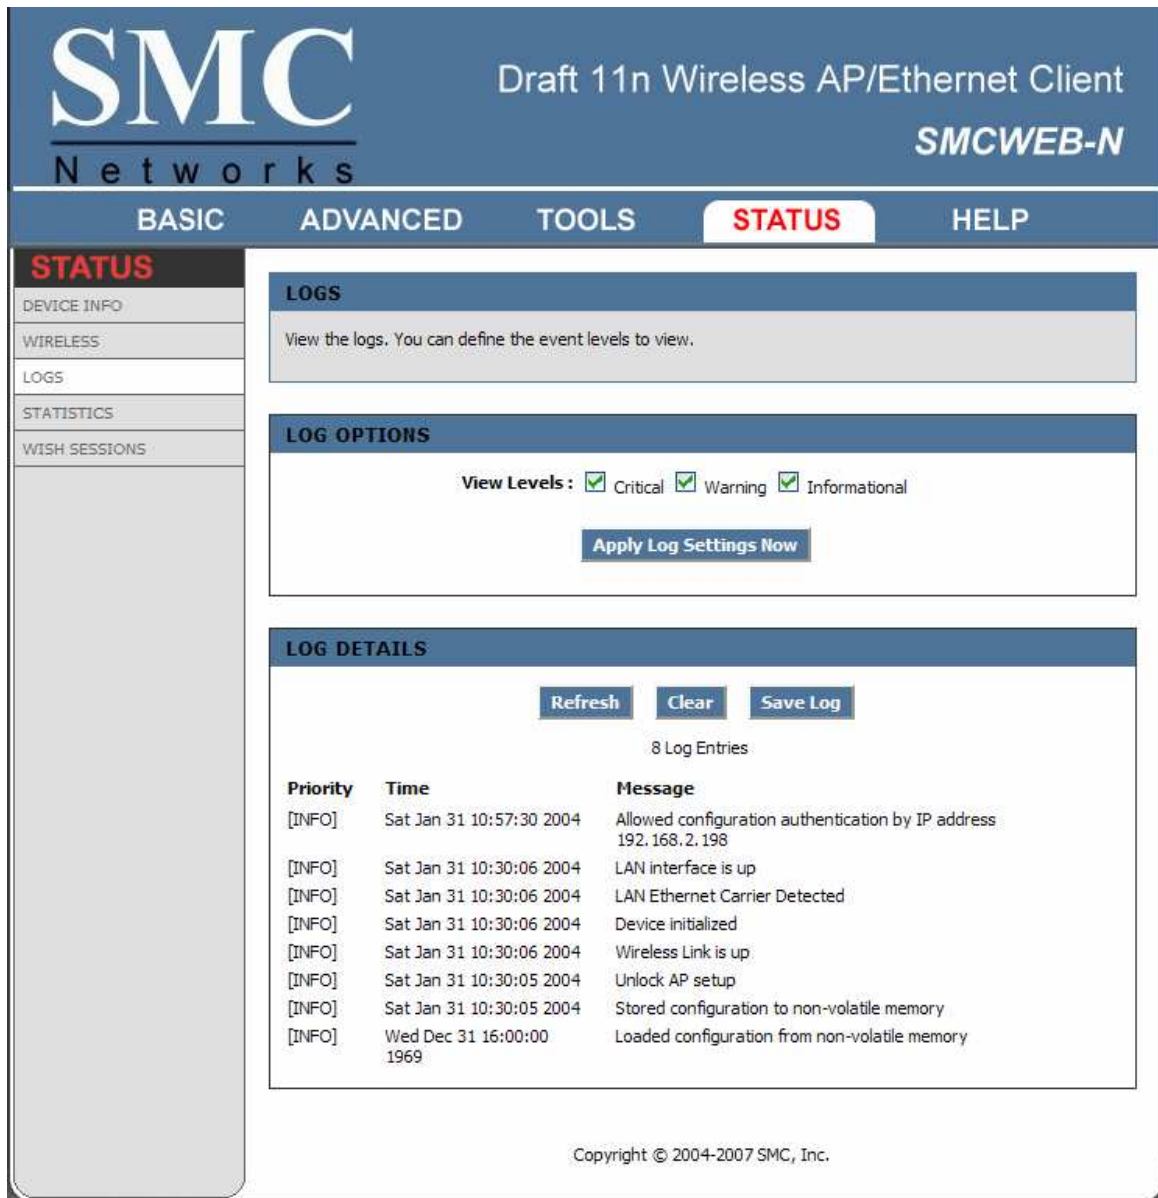 SMC
Networks
Draft 11n Wireless AP/Ethernet Client
SMCWEB-N
BASIC ADVANCED TOOLS STATUS HELP
STATUS
DEVICE INFO
WIRELESS
LOGS
STATISTICS
WISH SESSIONS
LOGS
View the logs. You can define the event levels to view.
LOG OPTIONS
View Levels : Critical Warning Informational
Apply Log Settings Now
LOG DETAILS
Refresh Clear Save Log
8 Log Entries
Priority Time Message
[INFO] Sat Jan 31 10:57:30 2004 Allowed configuration authentication by IP address
192.168.2.198
[INFO] Sat Jan 31 10:30:06 2004 LAN interface is up
[INFO] Sat Jan 31 10:30:06 2004 LAN Ethernet Carrier Detected
[INFO] Sat Jan 31 10:30:06 2004 Device initialized
[INFO] Sat Jan 31 10:30:06 2004 Wireless Link is up
[INFO] Sat Jan 31 10:30:05 2004 Unlock AP setup
[INFO] Sat Jan 31 10:30:05 2004 Stored configuration to non-volatile memory
[INFO] Wed Dec 31 16:00:00 Loaded configuration from non-volatile memory
1969
Copyright © 2004-2007 SMC, Inc.